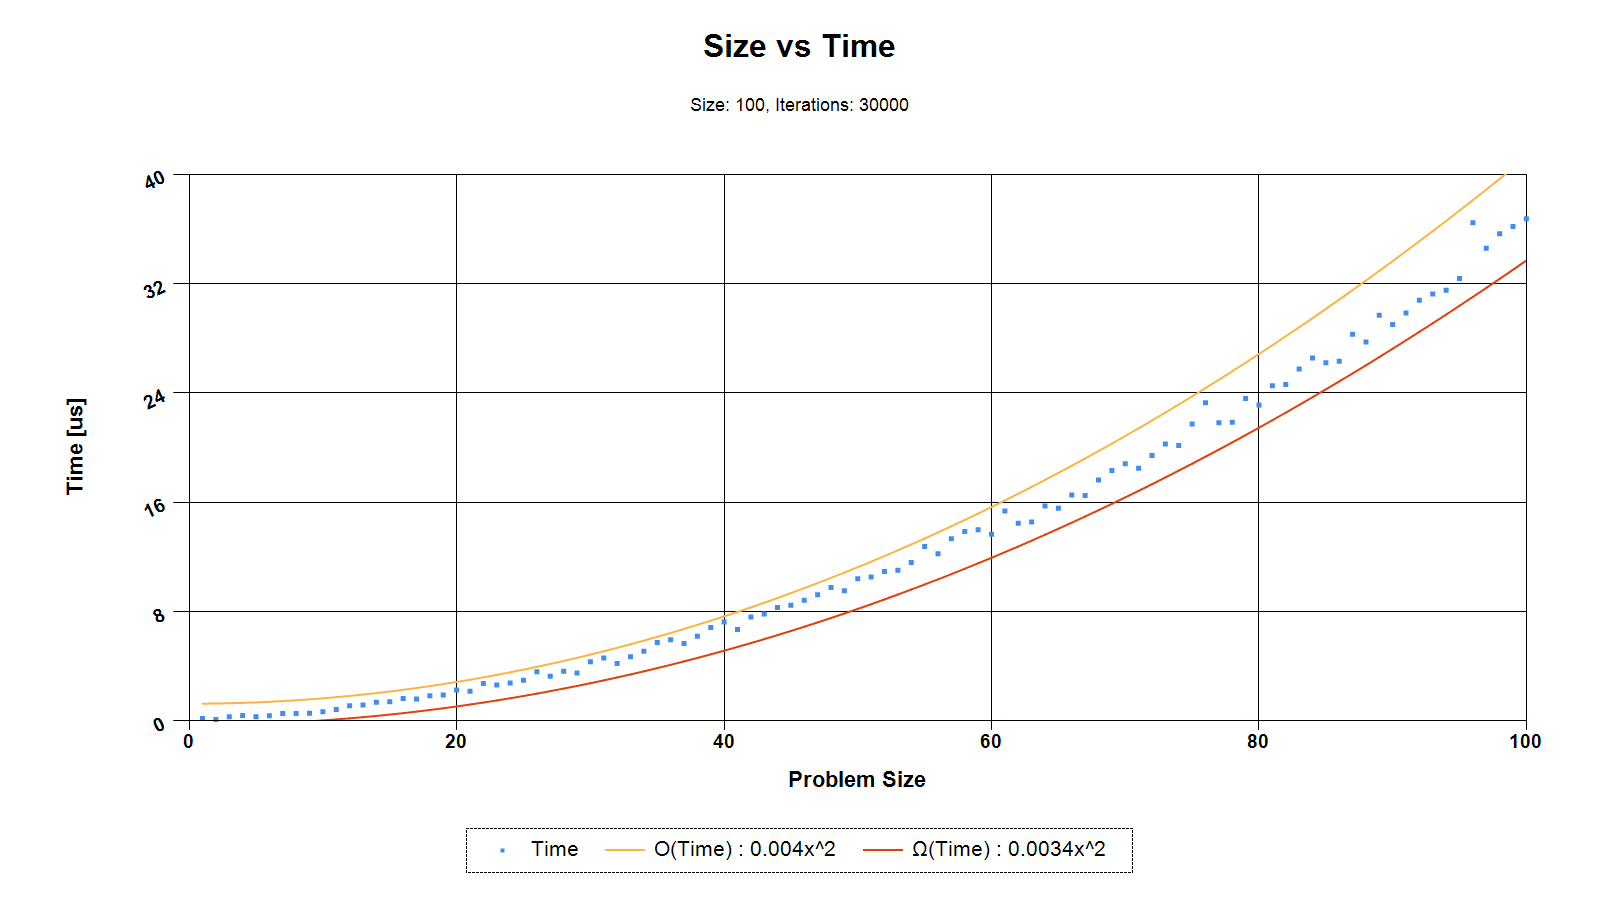 Size vs Time
Size: 100, Iterations: 30000
Time [us]
40
32
24
16
8
0
0 20 40 60 80 100
Problem Size
Time O(Time) : 0.004x^2 Ω(Time) : 0.0034x^2